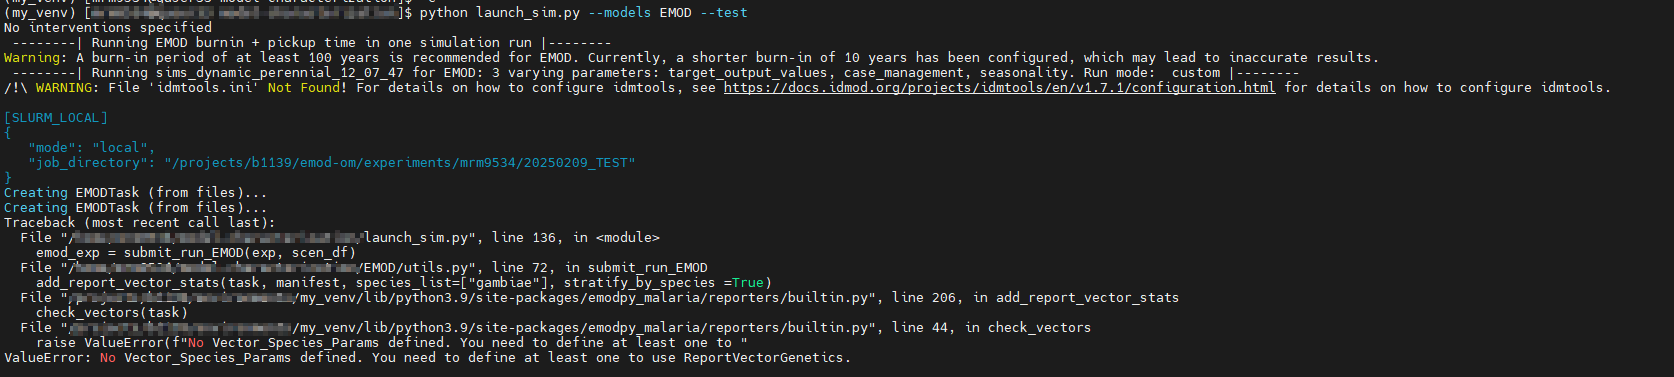 (my_venv) [
(my_venv) [ ]$ python launch_sim.py --models EMOD --test
No interventions specified
--------| Running EMOD burnin + pickup time in one simulation run |--------
Warning: A burn-in period of at least 100 years is recommended for EMOD. Currently, a shorter burn-in of 10 years has been configured, which may lead to inaccurate results.
--------| Running sims_dynamic_perennial_12_07_47 for EMOD: 3 varying parameters: target_output_values, case_management, seasonality. Run mode:  custom |--------
/!\ WARNING: File 'idmtools.ini' Not Found! For details on how to configure idmtools, see https://docs.idmod.org/projects/idmtools/en/v1.7.1/configuration.html for details on how to configure idmtools.
[SLURM_LOCAL]
{
"mode": "local",
"job_directory": "/projects/b1139/emod-om/experiments/mrm9534/20250209_TEST"
}
Creating EMODTask (from files)...
Creating EMODTask (from files)...
Traceback (most recent call last):
File "/ /launch_sim.py", line 136, in <module>
emod_exp = submit_run_EMOD(exp, scen_df)
File "/ /EMOD/utils.py", line 72, in submit_run_EMOD
add_report_vector_stats(task, manifest, species_list=["gambiae"], stratify_by_species =True)
File "/ /my_venv/lib/python3.9/site-packages/emodpy_malaria/reporters/builtin.py", line 206, in add_report_vector_stats
check_vectors(task)
File "/ /my_venv/lib/python3.9/site-packages/emodpy_malaria/reporters/builtin.py", line 44, in check_vectors
raise ValueError(f"No Vector_Species_Params defined. You need to define at least one to "
ValueError: No Vector_Species_Params defined. You need to define at least one to use ReportVectorGenetics.